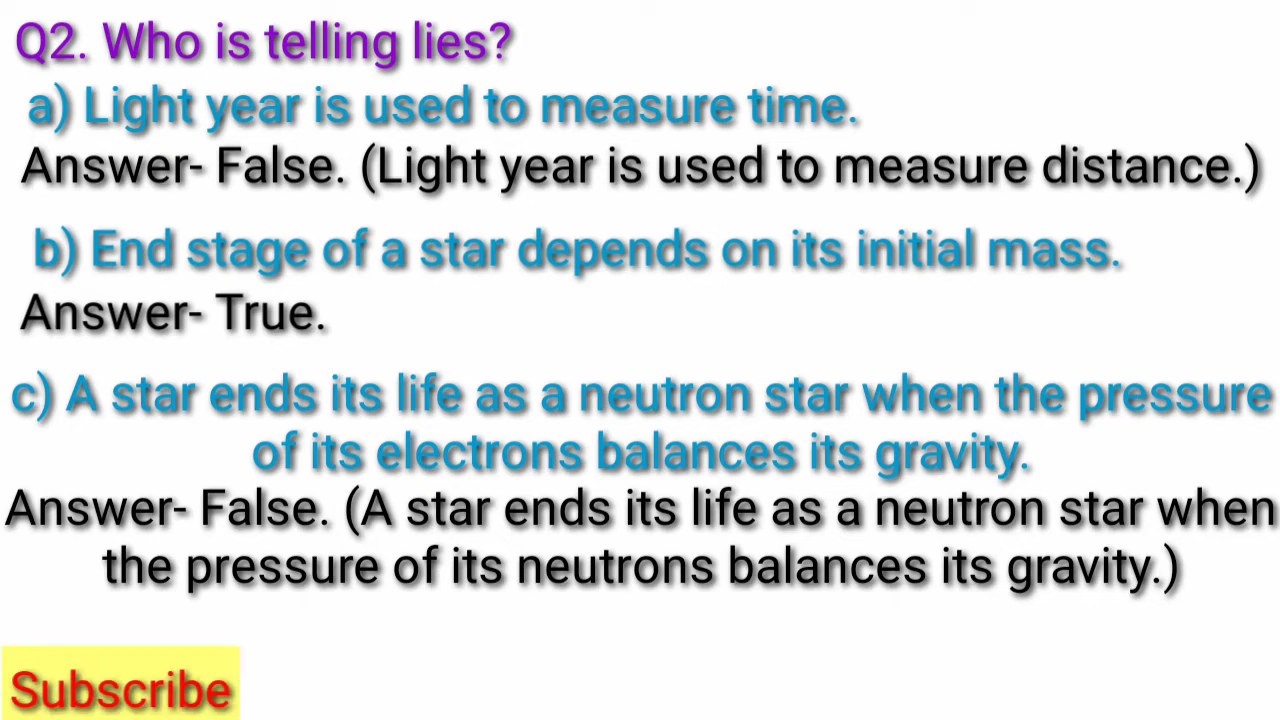 Q2. Who is telling lies?
a) Light year is used to measure time.
Answer- False. (Light year is used to measure distance.)
b) End stage of a star depends on its initial mass.
Answer- True.
c) A star ends its life as a neutron star when the pressure
of its electrons balances its gravity.
Answer- False. (A star ends its life as a neutron star when
the pressure of its neutrons balances its gravity.)
Subscribe